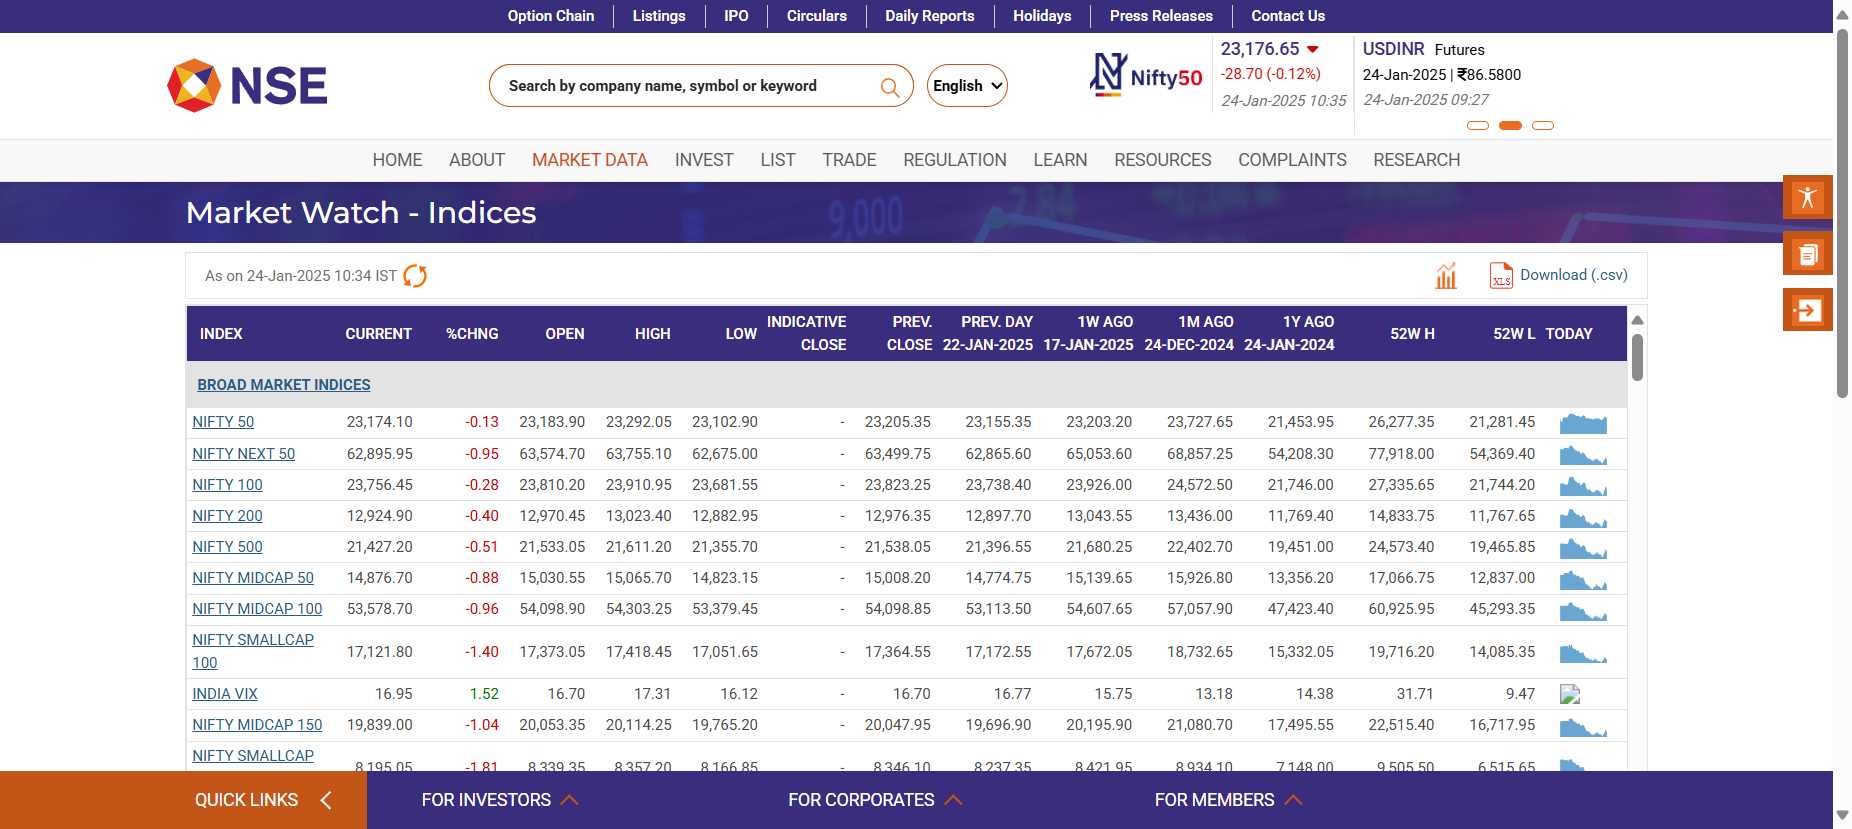 Option Chain Listings IPO Circulars Daily Reports Holidays Press Releases Contact Us
NSE
Search by company name, symbol or keyword
English
Nifty50
23,176.65
-28.70 (-0.12%)
24-Jan-2025 10:35
USDINR Futures
24-Jan-2025 | ₹86.5800
24-Jan-2025 09:27
HOME ABOUT MARKET DATA INVEST LIST TRADE REGULATION LEARN RESOURCES COMPLAINTS RESEARCH
Market Watch - Indices
9,000
2.84
As on 24-Jan-2025 10:34 IST
XLS
Download (.csv)
INDEX CURRENT %CHNG OPEN HIGH LOW INDICATIVE CLOSE PREV. CLOSE PREV. DAY 22-JAN-2025 1W AGO 17-JAN-2025 1M AGO 24-DEC-2024 1Y AGO 24-JAN-2024 52W H 52W L TODAY
BROAD MARKET INDICES
NIFTY 50 23,174.10 -0.13 23,183.90 23,292.05 23,102.90 - 23,205.35 23,155.35 23,203.20 23,727.65 21,453.95 26,277.35 21,281.45
NIFTY NEXT 50 62,895.95 -0.95 63,574.70 63,755.10 62,675.00 - 63,499.75 62,865.60 65,053.60 68,857.25 54,208.30 77,918.00 54,369.40
NIFTY 100 23,756.45 -0.28 23,810.20 23,910.95 23,681.55 - 23,823.25 23,738.40 23,926.00 24,572.50 21,746.00 27,335.65 21,744.20
NIFTY 200 12,924.90 -0.40 12,970.45 13,023.40 12,882.95 - 12,976.35 12,897.70 13,043.55 13,436.00 11,769.40 14,833.75 11,767.65
NIFTY 500 21,427.20 -0.51 21,533.05 21,611.20 21,355.70 - 21,538.05 21,396.55 21,680.25 22,402.70 19,451.00 24,573.40 19,465.85
NIFTY MIDCAP 50 14,876.70 -0.88 15,030.55 15,065.70 14,823.15 - 15,008.20 14,774.75 15,139.65 15,926.80 13,356.20 17,066.75 12,837.00
NIFTY MIDCAP 100 53,578.70 -0.96 54,098.90 54,303.25 53,379.45 - 54,098.85 53,113.50 54,607.65 57,057.90 47,423.40 60,925.95 45,293.35
NIFTY SMALLCAP 100 17,121.80 -1.40 17,373.05 17,418.45 17,051.65 - 17,364.55 17,172.55 17,672.05 18,732.65 15,332.05 19,716.20 14,085.35
INDIA VIX 16.95 1.52 16.70 17.31 16.12 - 16.70 16.77 15.75 13.18 14.38 31.71 9.47
NIFTY MIDCAP 150 19,839.00 -1.04 20,053.35 20,114.25 19,765.20 - 20,047.95 19,696.90 20,195.90 21,080.70 17,495.55 22,515.40 16,717.95
NIFTY SMALLCAP 8,195.05 -1.81 8,339.35 8,357.20 8,166.85 - 8,346.10 8,237.35 8,421.95 8,934.10 7,148.00 9,505.50 6,515.65
QUICK LINKS FOR INVESTORS FOR CORPORATES FOR MEMBERS